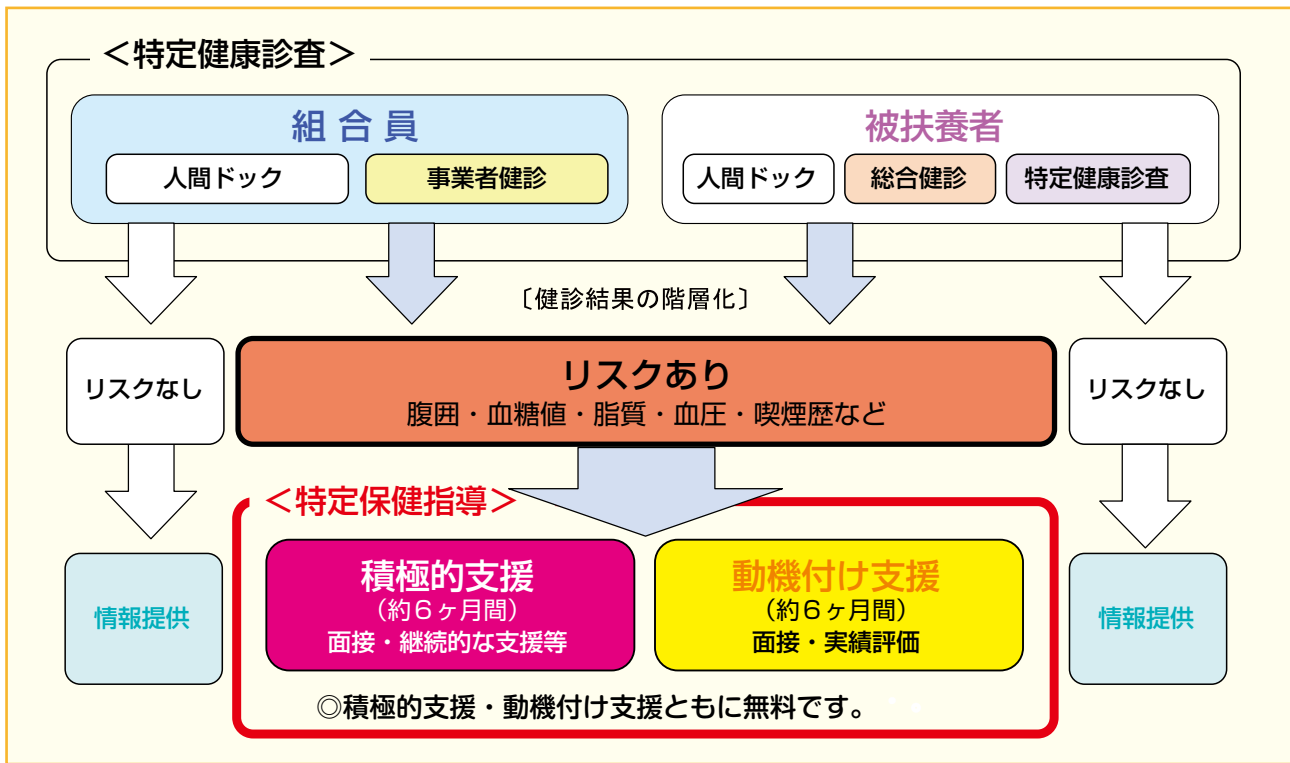 ＜特定健康診査＞
組合員
人間ドック
事業者健診
被扶養者
人間ドック
総合健診
特定健康診査
〔健診結果の階層化〕
リスクなし
リスクあり
腹囲・血糖値・脂質・血圧・喫煙歴など
リスクなし
＜特定保健指導＞
情報提供
積極的支援
（約６ヶ月間）
面接・継続的な支援等
動機付け支援
（約６ヶ月間）
面接・実績評価
情報提供
◎積極的支援・動機付け支援ともに無料です。